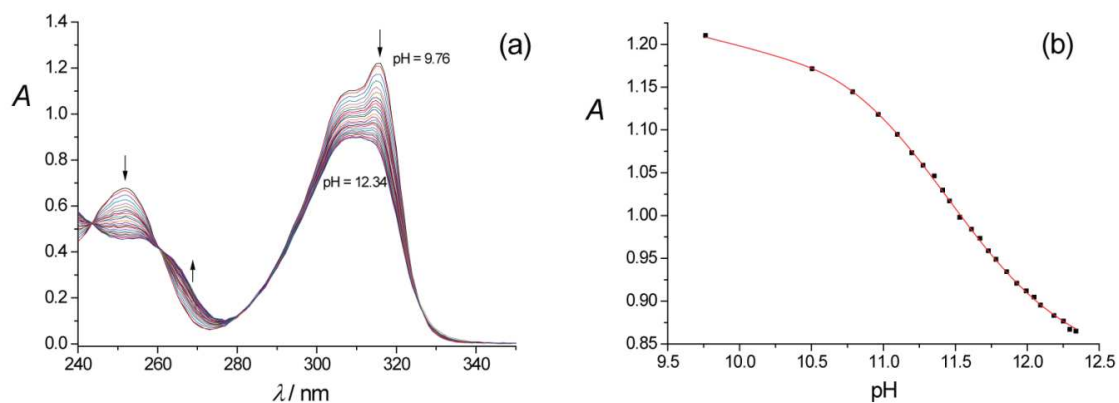 (a)
A
1.4
1.2
1.0
0.8
0.6
0.4
0.2
0.0
pH = 9.76
pH = 12.34
240 260 280 300 320 340
λ / nm
(b)
A
1.20
1.15
1.10
1.05
1.00
0.95
0.90
0.85
9.5 10.0 10.5 11.0 11.5 12.0 12.5
pH